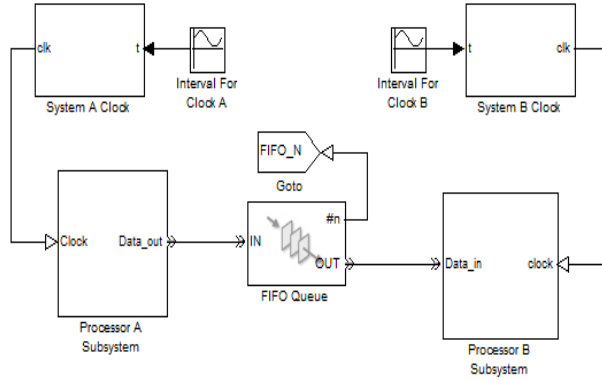 clk
t
System A Clock
Interval For
Clock A
Interval For
Clock B
t
clk
System B Clock
FIFO_N
Goto
Clock
Data_out
Processor A
Subsystem
IN
#n
OUT
FIFO Queue
Data_in
clock
Processor B
Subsystem